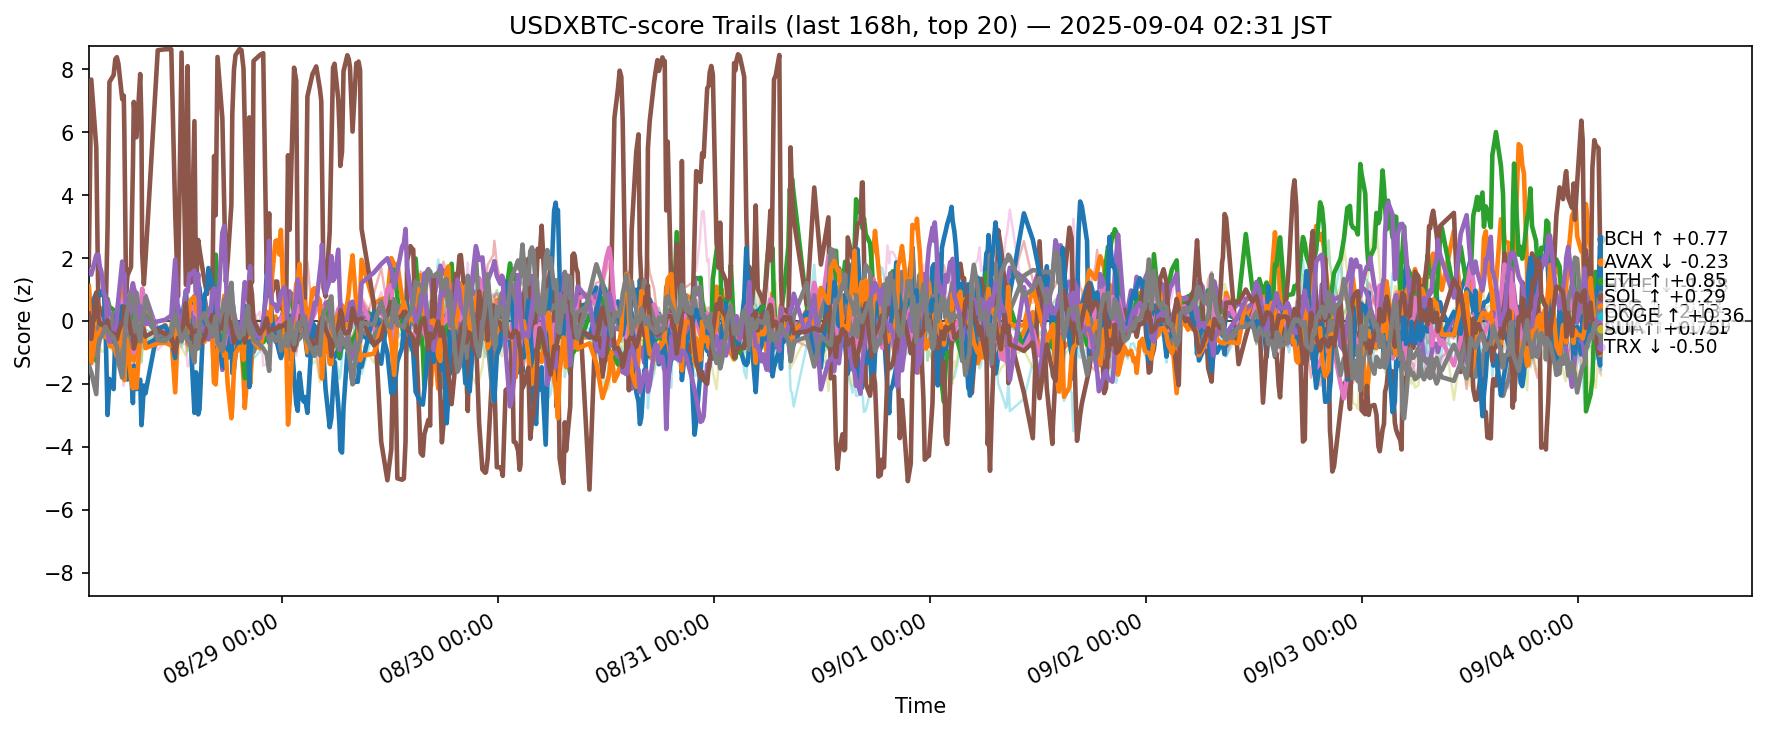 USDXBTC-score Trails (last 168h, top 20) — 2025-09-04 02:31 JST
Score (z)
8
6
4
2
0
−2
−4
−6
−8
BCH ↑ +0.77
AVAX ↓ -0.23
ETH ↑ +0.85
SOL ↑ +0.29
DOGE ↑ +0.36
TRX ↓ -0.50
08/29 00:00
08/30 00:00
08/31 00:00
09/01 00:00
09/02 00:00
09/03 00:00
09/04 00:00
Time